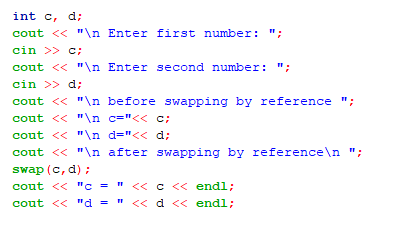 int c, d;
cout << "\n Enter first number: ";
cin >> c;
cout << "\n Enter second number: ";
cin >> d;
cout << "\n before swapping by reference ";
cout << "\n c="<< c;
cout << "\n d="<< d;
cout << "\n after swapping by reference\n ";
swap(c,d);
cout << "c = " << c << endl;
cout << "d = " << d << endl;